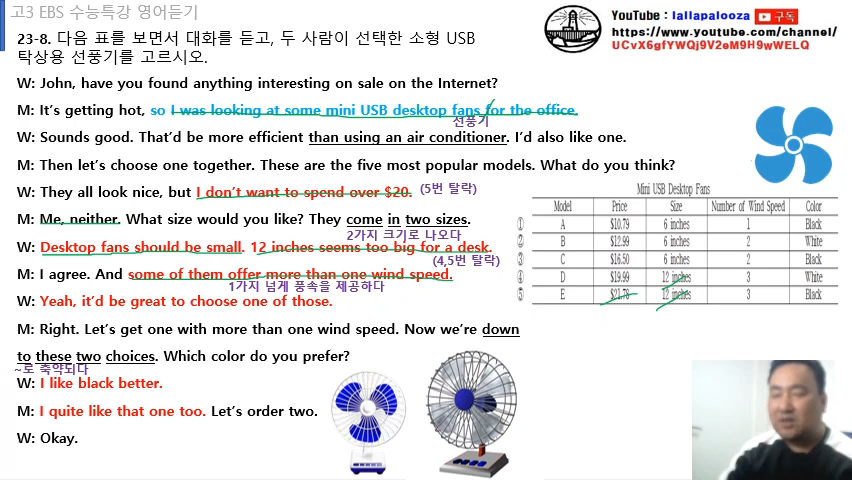 고3 EBS 수능특강 영어듣기
YouTube : lallapalooza 구독
https://www.youtube.com/channel/
UCvX6gfYWQj9V2eM9H9wWELQ
23-8. 다음 표를 보면서 대화를 듣고, 두 사람이 선택한 소형 USB
탁상용 선풍기를 고르시오.
W: John, have you found anything interesting on sale on the Internet?
M: It's getting hot, so I was looking at some mini USB desktop fans for the office.
선풍기
W: Sounds good. That'd be more efficient than using an air conditioner. I'd also like one.
M: Then let's choose one together. These are the five most popular models. What do you think?
W: They all look nice, but I don't want to spend over $20. (5번 탈락)
M: Me, neither. What size would you like? They come in two sizes.
2가지 크기로 나오다
W: Desktop fans should be small. 12 inches seems too big for a desk.
(4,5번 탈락)
M: I agree. And some of them offer more than one wind speed.
1가지 넘게 풍속을 제공하다
W: Yeah, it'd be great to choose one of those.
M: Right. Let's get one with more than one wind speed. Now we're down
to these two choices. Which color do you prefer?
~로 축약되다
W: I like black better.
M: I quite like that one too. Let's order two.
W: Okay.
Mini USB Desktop Fans
Model Price Size Number of Wind Speed Color
① A $10.79 6 inches 1 Black
② B $12.99 6 inches 2 White
③ C $16.50 6 inches 2 Black
④ D $19.99 12 inches 3 White
⑤ E $21.78 12 inches 3 Black